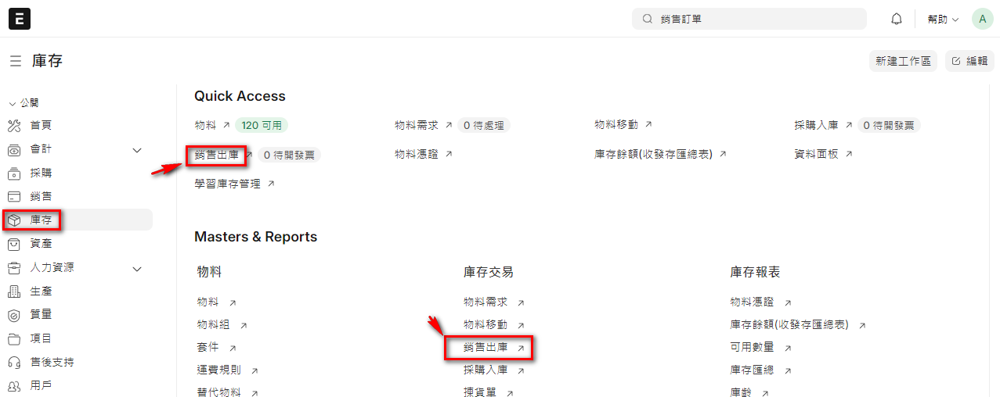 E
銷售訂單
幫助
A
庫存
新建工作區
編輯
公開
首頁
會計
採購
銷售
庫存
資產
人力資源
生產
質量
項目
售後支持
用戶
Quick Access
物料 120 可用
物料需求 0 待處理
物料移動
採購入庫 0 待開發票
銷售出庫 0 待開發票
物料憑證
庫存餘額(收發存匯總表)
資料面板
學習庫存管理
Masters & Reports
物料
物料
物料組
套件
運費規則
替代物料
庫存交易
物料需求
物料移動
銷售出庫
採購入庫
揀貨單
庫存報表
物料憑證
庫存餘額(收發存匯總表)
可用數量
庫存匯總
庫齡